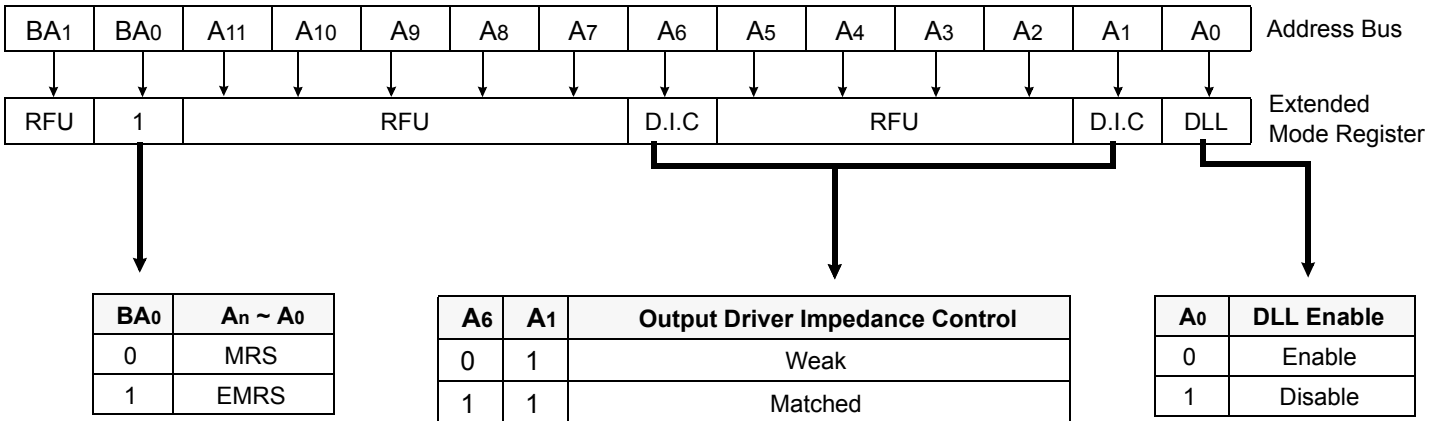 BA1 BA0 A11 A10 A9 A8 A7 A6 A5 A4 A3 A2 A1 A0 Address Bus
RFU 1 RFU D.I.C RFU D.I.C DLL Extended
Mode Register
BA0 An ~ A0
0 MRS
1 EMRS
A6 A1 Output Driver Impedance Control
0 1 Weak
1 1 Matched
A0 DLL Enable
0 Enable
1 Disable